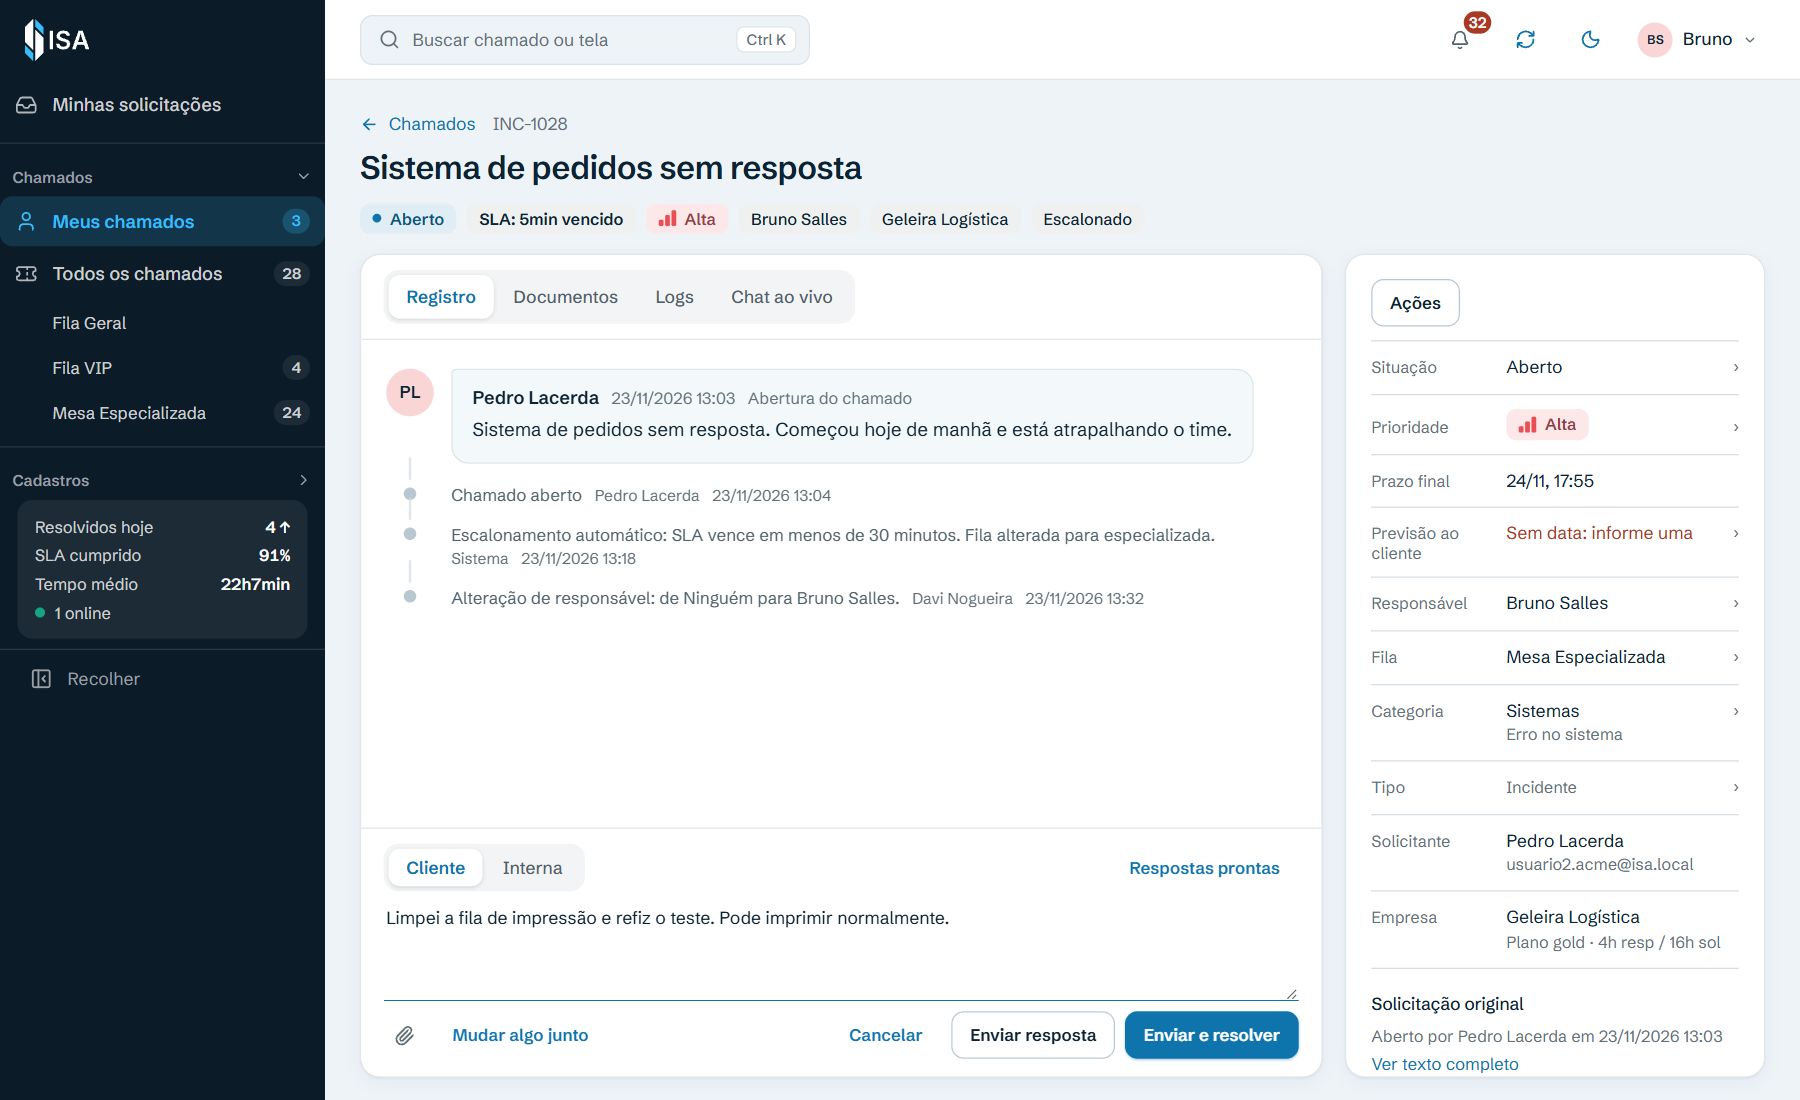 ISA
Minhas solicitações
Chamados
Meus chamados 3
Todos os chamados 28
Fila Geral
Fila VIP 4
Mesa Especializada 24
Cadastros
Resolvidos hoje 4↑
SLA cumprido 91%
Tempo médio 22h7min
1 online
Recolher
Buscar chamado ou tela Ctrl K
32
BS Bruno
← Chamados INC-1028
Sistema de pedidos sem resposta
Aberto SLA: 5min vencido Alta Bruno Salles Geleira Logística Escalonado
Registro Documentos Logs Chat ao vivo
PL
Pedro Lacerda 23/11/2026 13:03 Abertura do chamado
Sistema de pedidos sem resposta. Começou hoje de manhã e está atrapalhando o time.
Chamado aberto Pedro Lacerda 23/11/2026 13:04
Escalonamento automático: SLA vence em menos de 30 minutos. Fila alterada para especializada.
Sistema 23/11/2026 13:18
Alteração de responsável: de Ninguém para Bruno Salles. Davi Nogueira 23/11/2026 13:32
Cliente Interna Respostas prontas
Limpei a fila de impressão e refiz o teste. Pode imprimir normalmente.
Mudar algo junto Cancelar Enviar resposta Enviar e resolver
Ações
Situação Aberto ›
Prioridade Alta ›
Prazo final 24/11, 17:55
Previsão ao Sem data: informe uma ›
cliente
Responsável Bruno Salles ›
Fila Mesa Especializada ›
Categoria Sistemas ›
Erro no sistema
Tipo Incidente ›
Solicitante Pedro Lacerda
usuario2.acme@isa.local
Empresa Geleira Logística
Plano gold · 4h resp / 16h sol
Solicitação original
Aberto por Pedro Lacerda em 23/11/2026 13:03
Ver texto completo